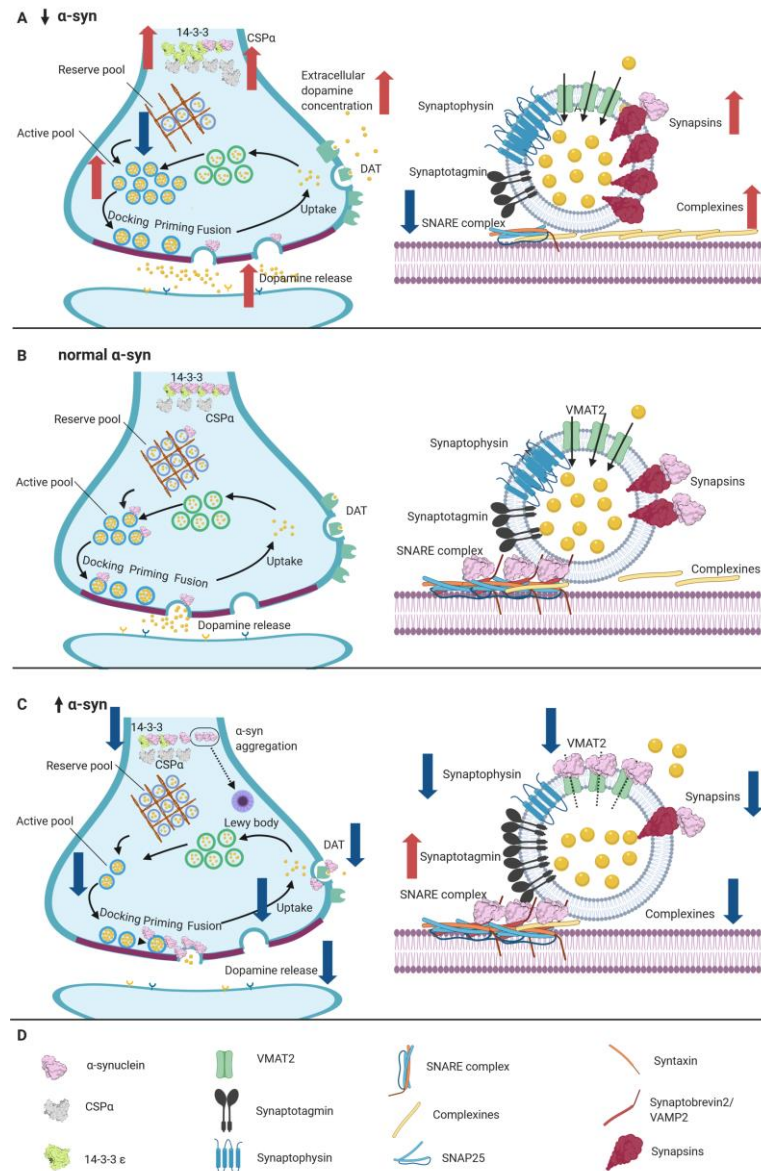 A ↓ α-syn
14-3-3
CSPα
Reserve pool
Extracellular
dopamine
concentration
Active pool
DAT
Docking Priming Fusion
Uptake
Dopamine release
Synaptophysin
Synapsins
Synaptotagmin
Complexines
SNARE complex
B normal α-syn
14-3-3
CSPα
Reserve pool
Active pool
DAT
Docking Priming Fusion
Uptake
Dopamine release
VMAT2
Synaptophysin
Synapsins
Synaptotagmin
SNARE complex
Complexines
C ↑ α-syn
14-3-3
α-syn
aggregation
CSPα
Reserve pool
Lewy body
Active pool
DAT
Docking Priming Fusion
Uptake
Dopamine release
VMAT2
Synaptophysin
Synapsins
Synaptotagmin
SNARE complex
Complexines
D
α-synuclein
VMAT2
SNARE complex
Syntaxin
CSPα
Synaptotagmin
Complexines
Synaptobrevin2/
VAMP2
14-3-3 ε
Synaptophysin
SNAP25
Synapsins